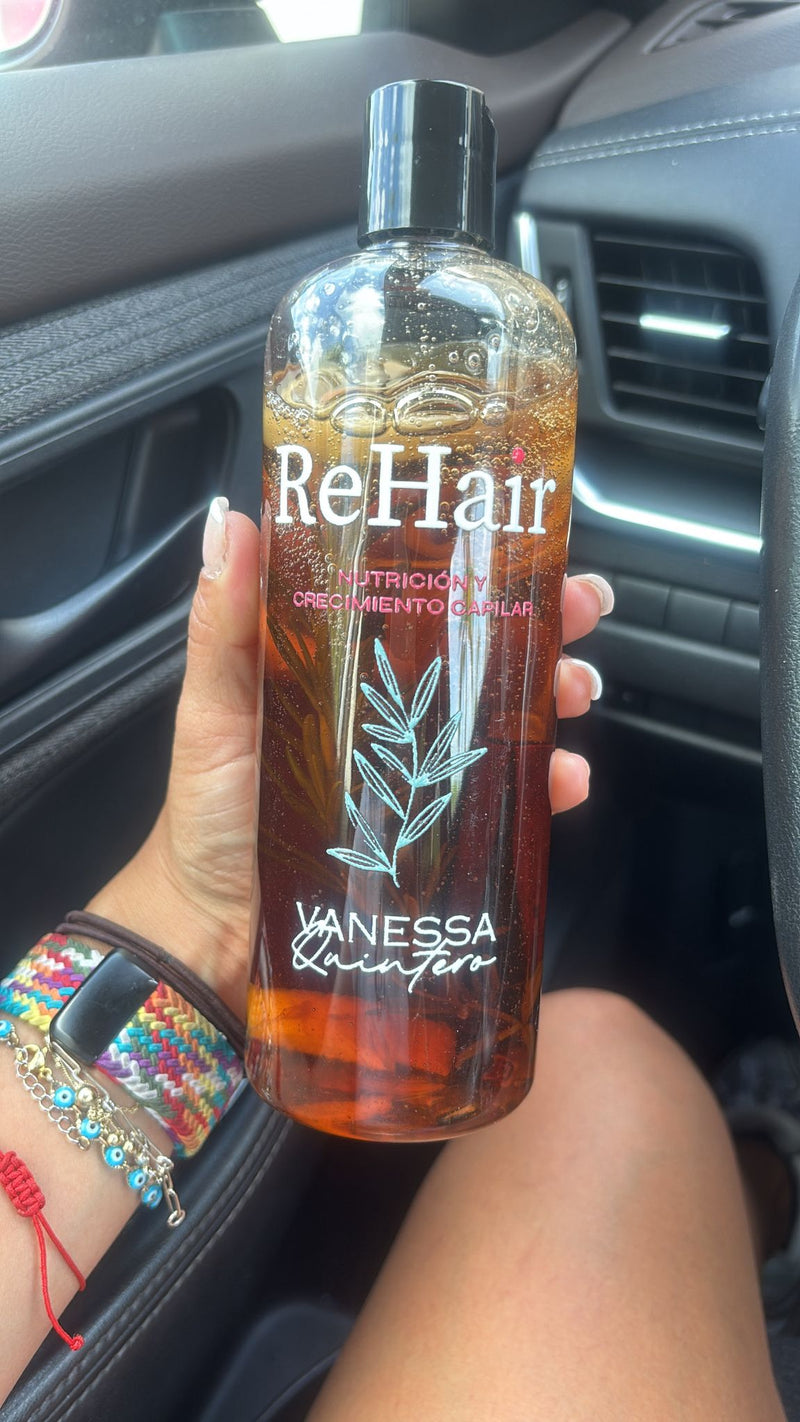 ReHair
NUTRICIÓN Y
CRECIMIENTO CAPILAR
VANESSA
Quintero